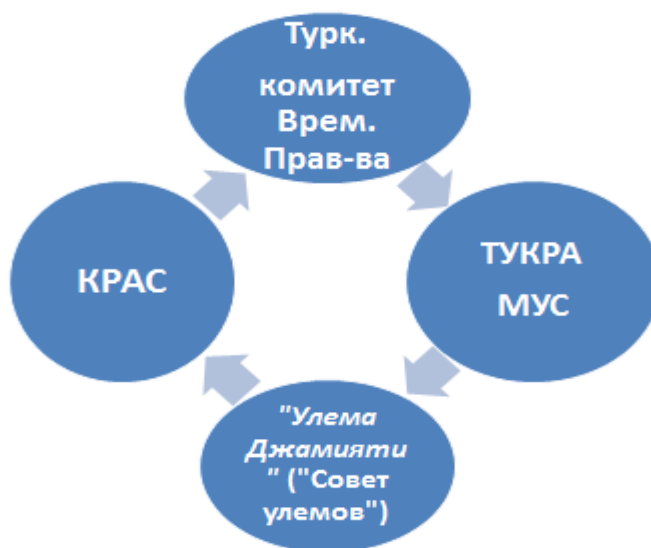 Турк.
комитет
Врем.
Прав-ва
ТУКРА
МУС
"Улема
Джамияти
" ("Совет
улемов")
КРАС